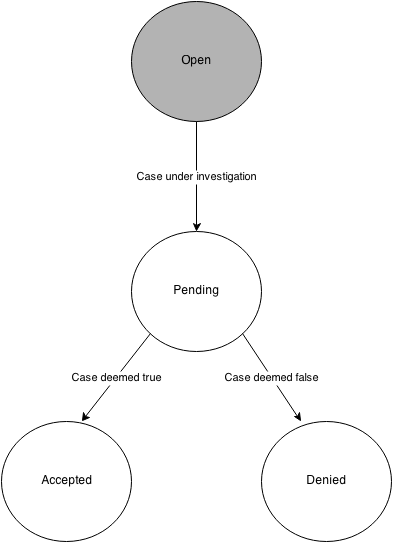 Open
Case under investigation
Pending
Case deemed true
Case deemed false
Accepted
Denied